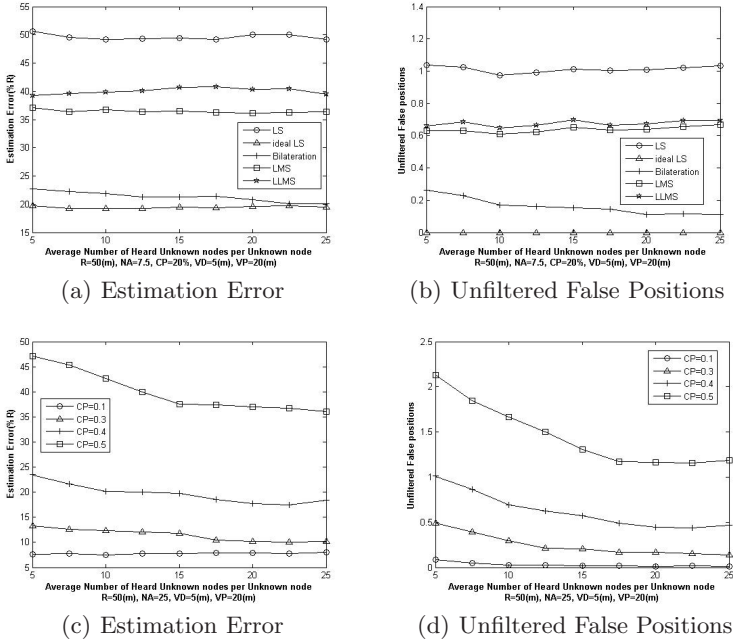 55
50
45
40
35
30
25
20
15
Estimation Error(%R)
LS
ideal LS
Bilateration
LMS
LLMS
5 10 15 20 25
Average Number of Heard Unknown nodes per Unknown node
R=50(m), NA=7.5, CP=20%, VD=5(m), VP=20(m)
(a) Estimation Error
1.4
1.2
1
0.8
0.6
0.4
0.2
0
Unfiltered False positions
LS
ideal LS
Bilateration
LMS
LLMS
5 10 15 20 25
Average Number of Heard Unknown nodes per Unknown node
R=50(m), NA=7.5, CP=20%, VD=5(m), VP=20(m)
(b) Unfiltered False Positions
50
45
40
35
30
25
20
15
10
5
Estimation Error(%R)
CP=0.1
CP=0.3
CP=0.4
CP=0.5
5 10 15 20 25
Average Number of Heard Unknown nodes per Unknown node
R=50(m), NA=25, VD=5(m), VP=20(m)
(c) Estimation Error
2.5
2
1.5
1
0.5
0
Unfiltered False positions
CP=0.1
CP=0.3
CP=0.4
CP=0.5
5 10 15 20 25
Average Number of Heard Unknown nodes per Unknown node
R=50(m), NA=25, VD=5(m), VP=20(m)
(d) Unfiltered False Positions